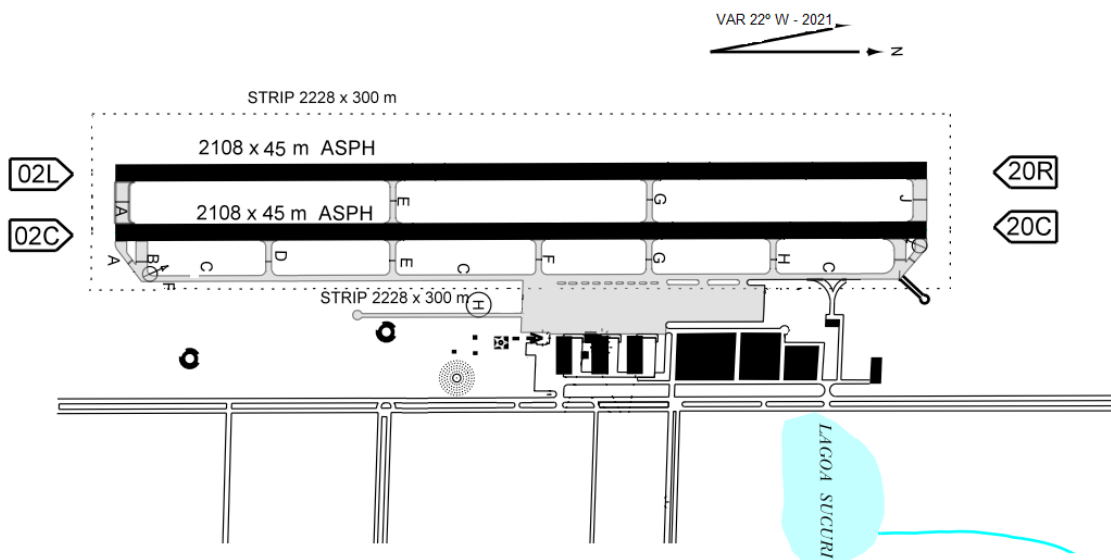 VAR 22º W - 2021
N
STRIP 2228 x 300 m
2108 x 45 m ASPH
02L
20R
A
E
G
J
2108 x 45 m ASPH
02C
20C
A
B
A
C
D
E
C
F
G
H
C
STRIP 2228 x 300 m
H
LAGOA SUCURI